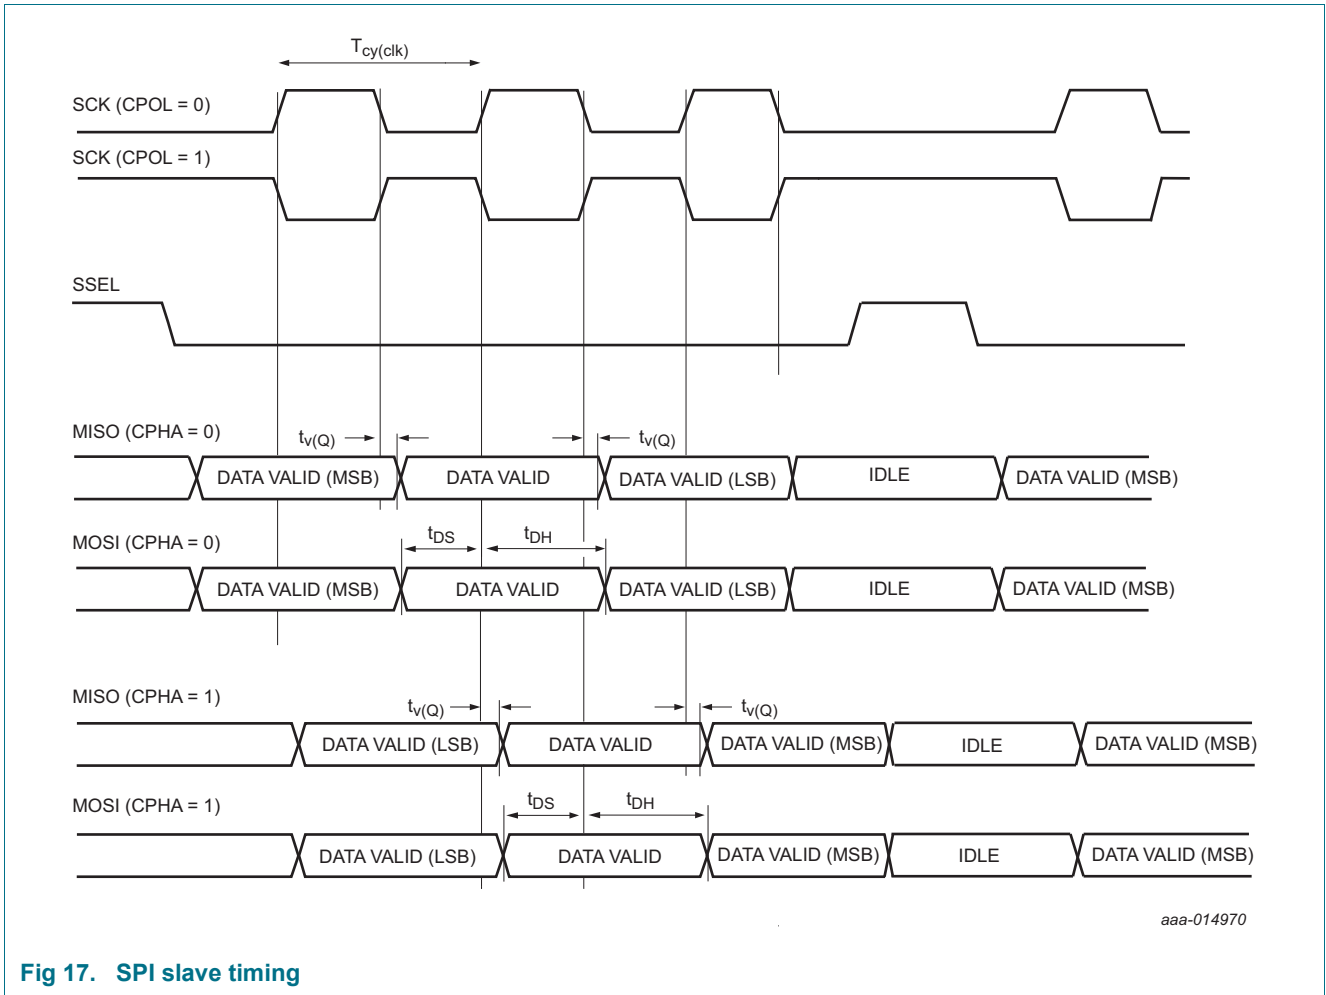 Tcy(clk)
SCK (CPOL = 0)
SCK (CPOL = 1)
SSEL
MISO (CPHA = 0)
tv(Q)
tv(Q)
DATA VALID (MSB)
DATA VALID
DATA VALID (LSB)
IDLE
DATA VALID (MSB)
MOSI (CPHA = 0)
tDS
tDH
DATA VALID (MSB)
DATA VALID
DATA VALID (LSB)
IDLE
DATA VALID (MSB)
MISO (CPHA = 1)
tv(Q)
tv(Q)
DATA VALID (LSB)
DATA VALID
DATA VALID (MSB)
IDLE
DATA VALID (MSB)
MOSI (CPHA = 1)
tDS
tDH
DATA VALID (LSB)
DATA VALID
DATA VALID (MSB)
IDLE
DATA VALID (MSB)
aaa-014970
Fig 17. SPI slave timing